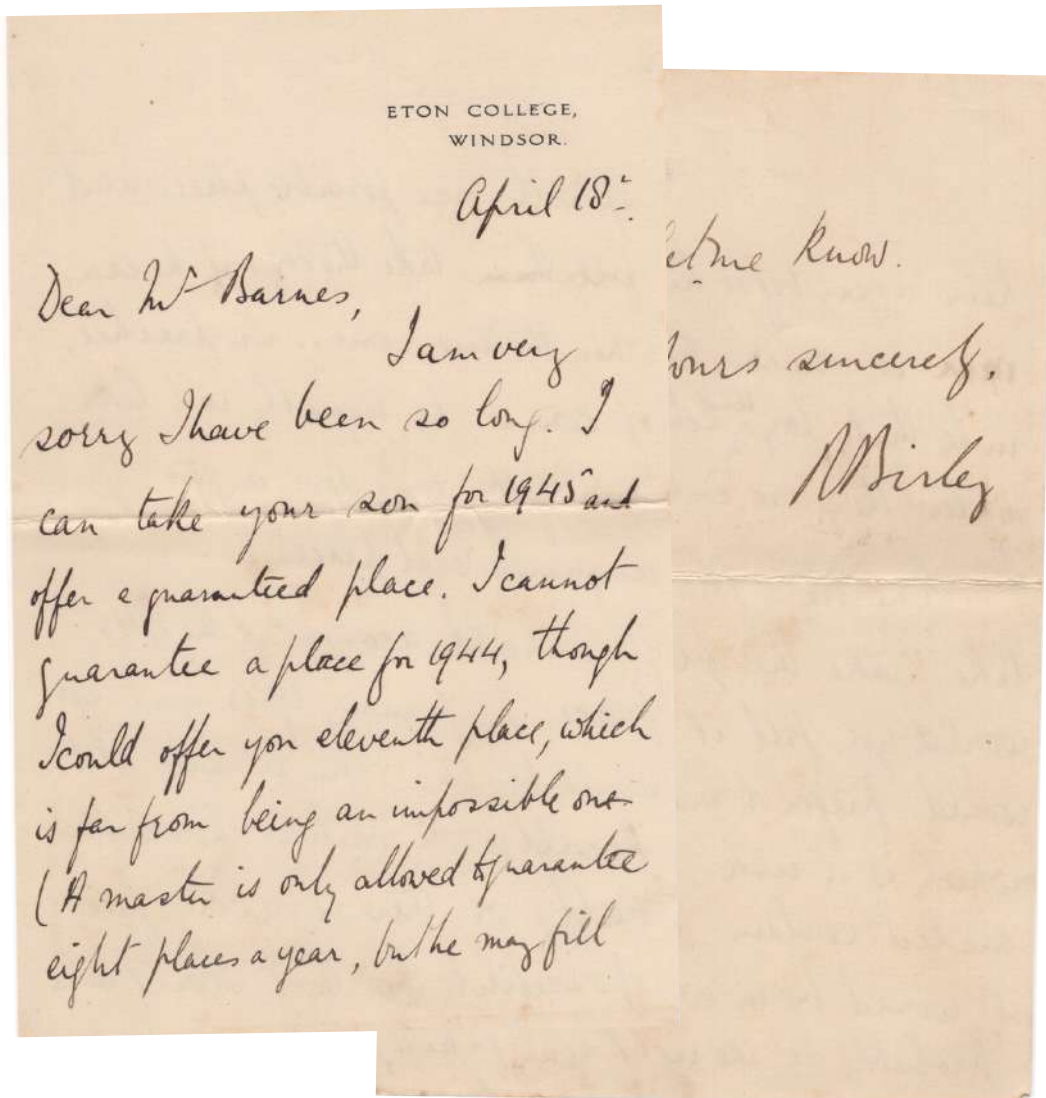 ETON COLLEGE,
WINDSOR.
April 18th.
Dear Mr Barnes,
I am very
sorry I have been so long. I
can take your son for 1945 and
offer a guaranteed place. I cannot
guarantee a place for 1944, though
I could offer you eleventh place, which
is far from being an impossible one.
(A master is only allowed to guarantee
eight places a year, but he may fill
let me know.
Yours sincerely,
R Birley